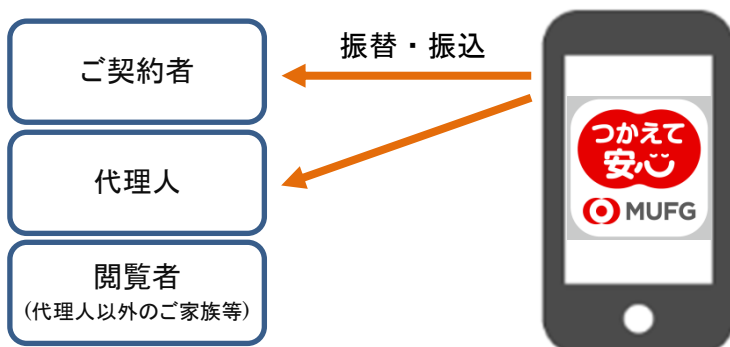 振替・振込
ご契約者
代理人
閲覧者
(代理人以外のご家族等)
つかえて
安心
MUFG